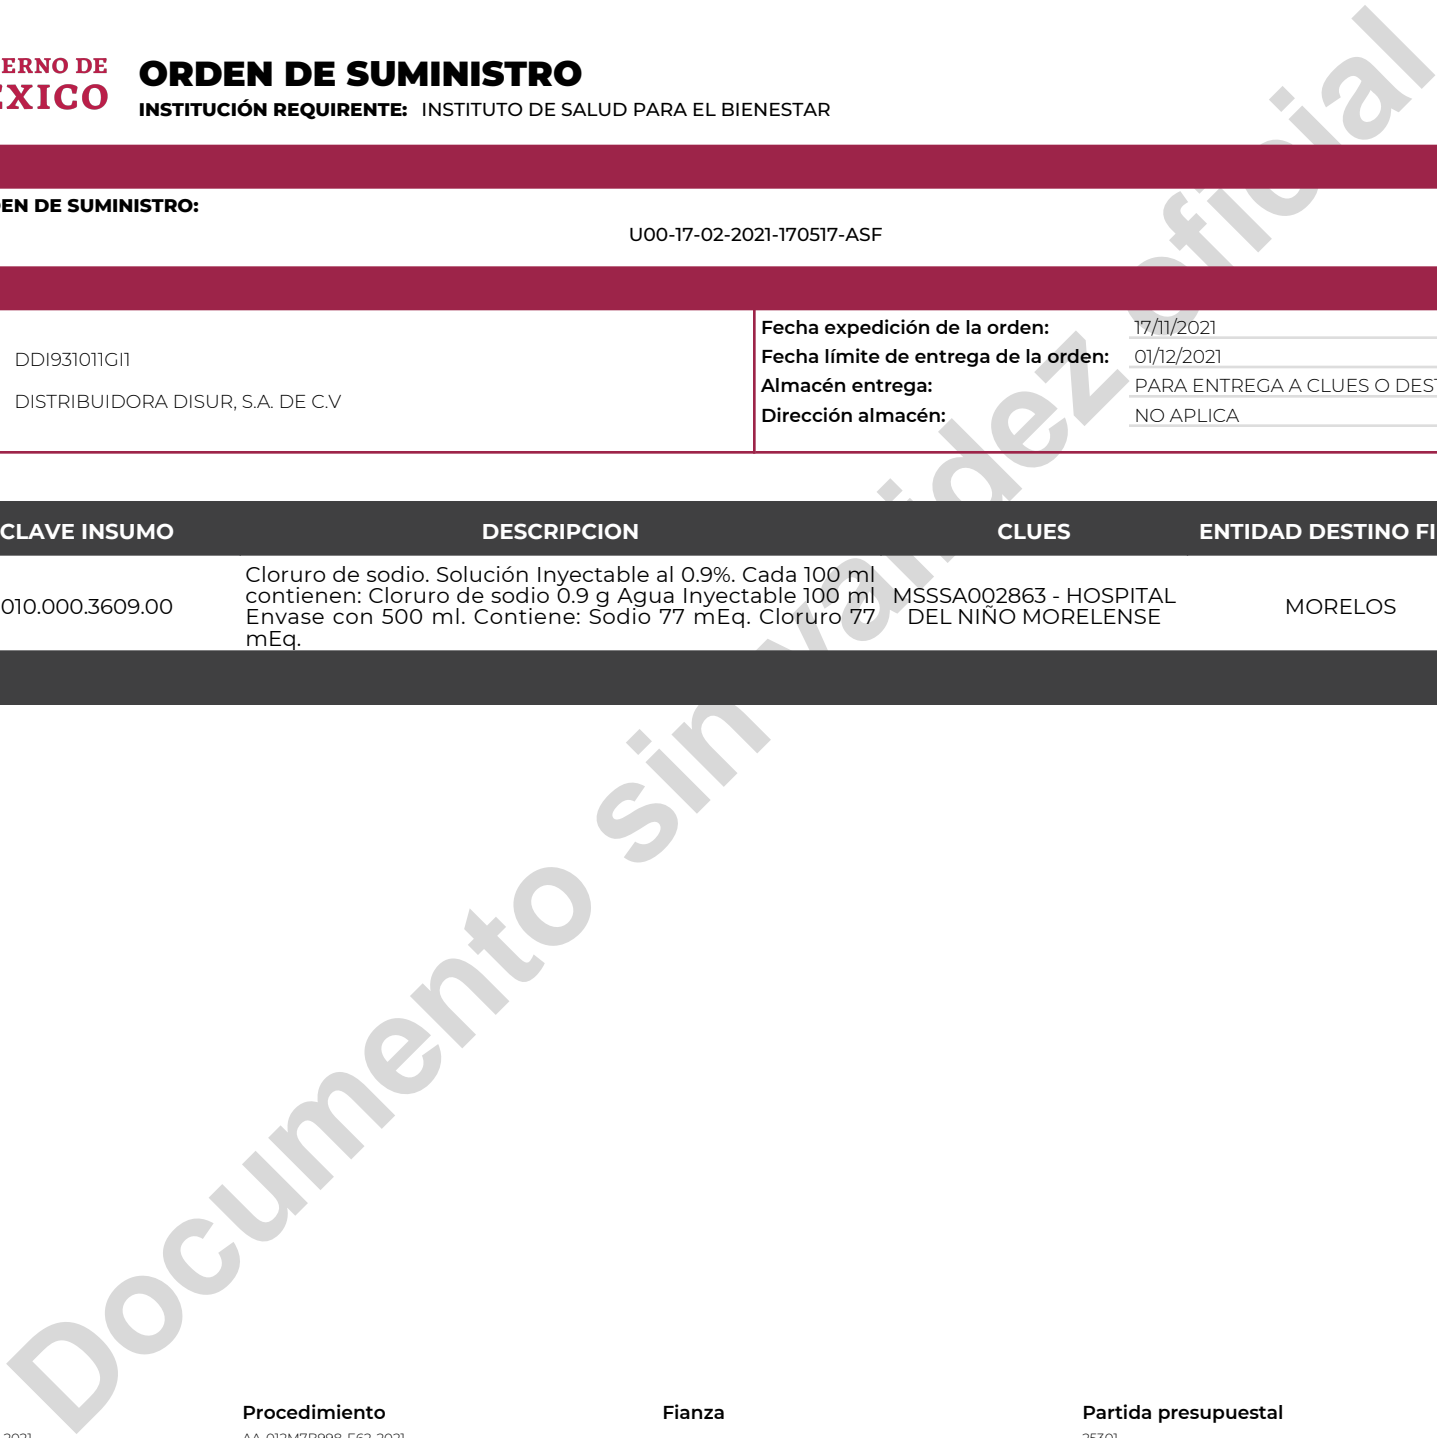 ERNO DE
EXICO
ORDEN DE SUMINISTRO
INSTITUCIÓN REQUIRENTE: INSTITUTO DE SALUD PARA EL BIENESTAR
EN DE SUMINISTRO:
U00-17-02-2021-170517-ASF
DDI931011GI1
DISTRIBUIDORA DISUR, S.A. DE C.V
Fecha expedición de la orden: 17/11/2021
Fecha límite de entrega de la orden: 01/12/2021
Almacén entrega: PARA ENTREGA A CLUES O DEST
Dirección almacén: NO APLICA
CLAVE INSUMO DESCRIPCION CLUES ENTIDAD DESTINO FI
010.000.3609.00
Cloruro de sodio. Solución Inyectable al 0.9%. Cada 100 ml
contienen: Cloruro de sodio 0.9 g Agua Inyectable 100 ml
Envase con 500 ml. Contiene: Sodio 77 mEq. Cloruro 77
mEq.
MSSSA002863 - HOSPITAL
DEL NIÑO MORELENSE
MORELOS
Documento sin validez oficial
Procedimiento Fianza Partida presupuestal